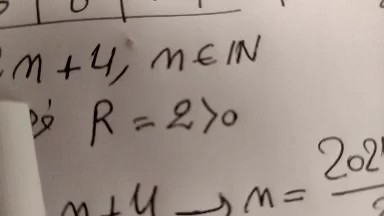 n+4, n∈IN
R=2>0
n+4 → n= 202